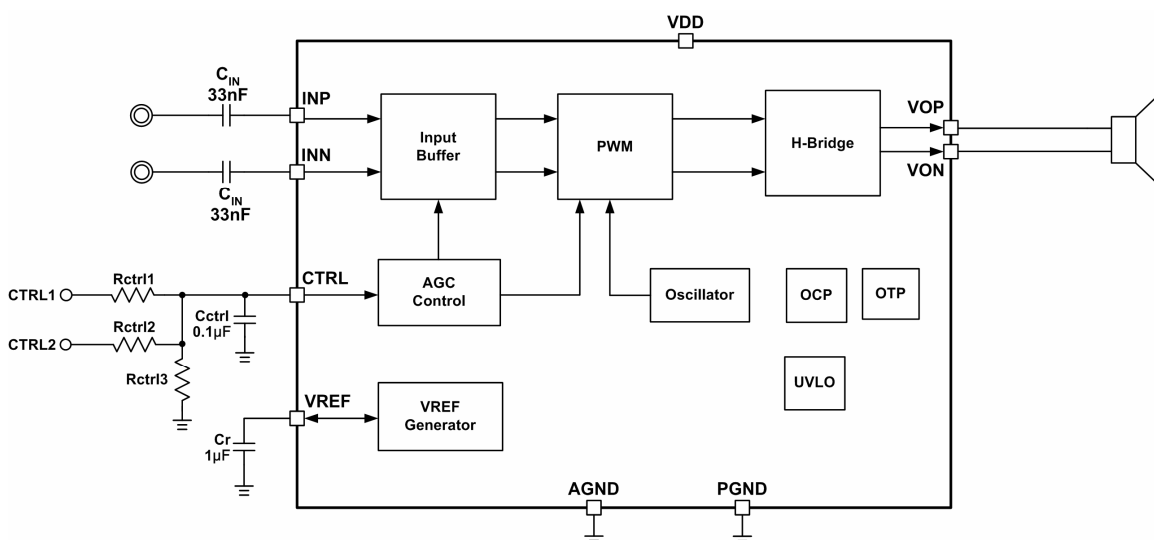 VDD
CIN
33nF
INP
VOP
Input
Buffer
PWM
H-Bridge
INN
VON
CIN
33nF
CTRL
Rctrl1
CTRL1
AGC
Control
Oscillator
OCP
OTP
Cctrl
0.1µF
Rctrl2
CTRL2
Rctrl3
UVLO
VREF
VREF
Generator
Cr
1µF
AGND
PGND